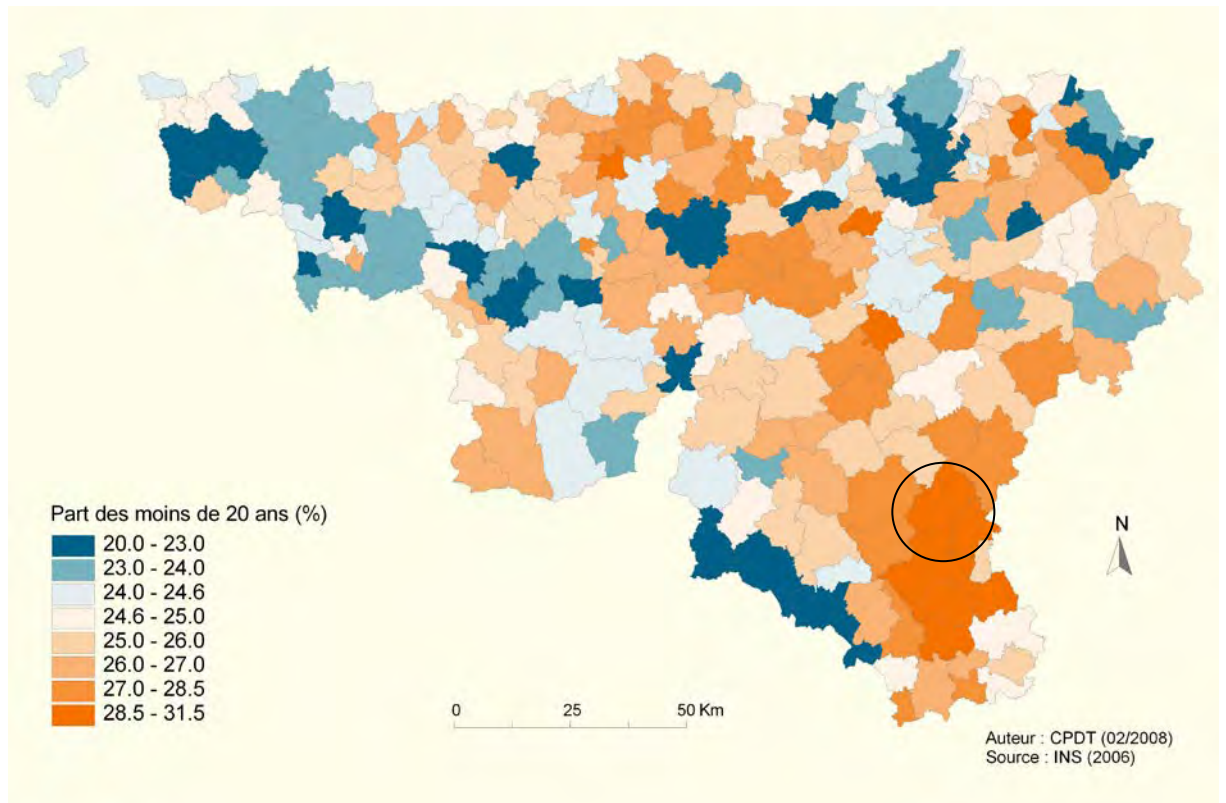 Part des moins de 20 ans (%)
20.0 - 23.0
23.0 - 24.0
24.0 - 24.6
24.6 - 25.0
25.0 - 26.0
26.0 - 27.0
27.0 - 28.5
28.5 - 31.5
N
0 25 50 Km
Auteur : CPDT (02/2008)
Source : INS (2006)